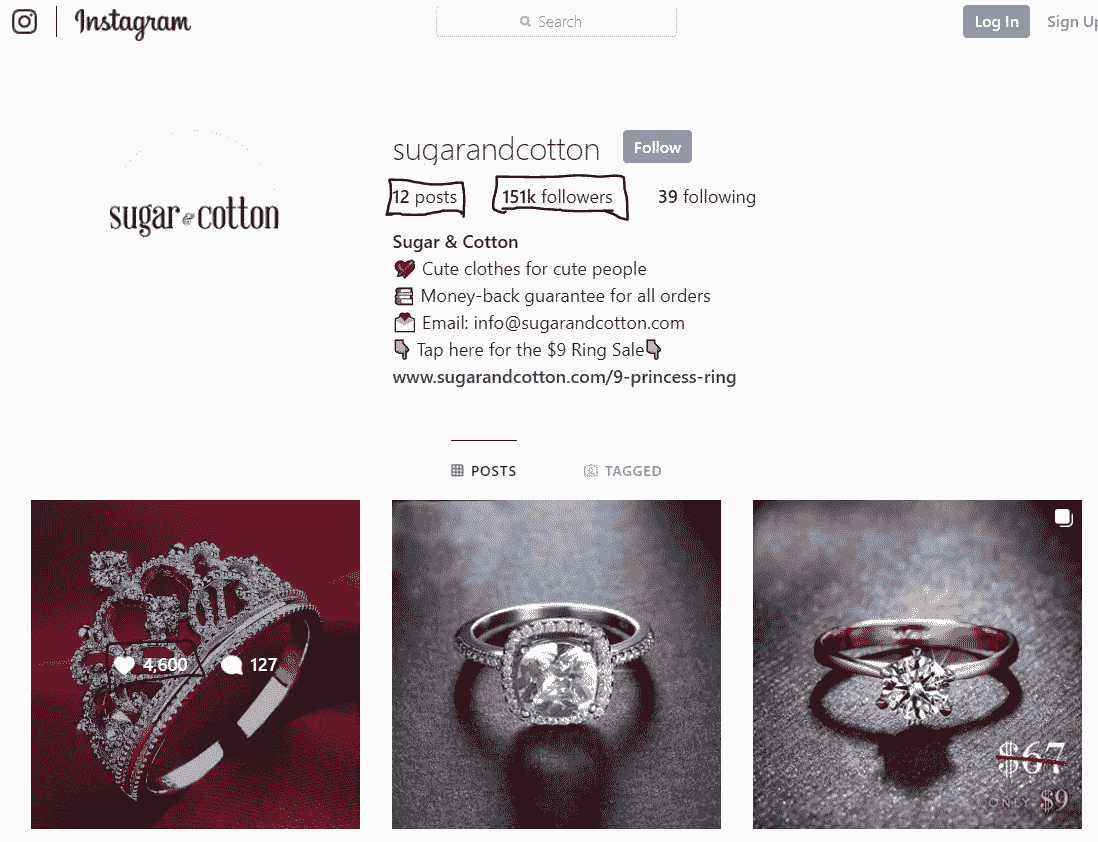 Instagram
Search
Log In
Sign Up
sugar & cotton
sugarandcotton
Follow
12 posts
151k followers
39 following
Sugar & Cotton
Cute clothes for cute people
Money-back guarantee for all orders
Email: info@sugarandcotton.com
Tap here for the $9 Ring Sale
www.sugarandcotton.com/9-princess-ring
POSTS
TAGGED
4,600
127
$67
ONLY $9